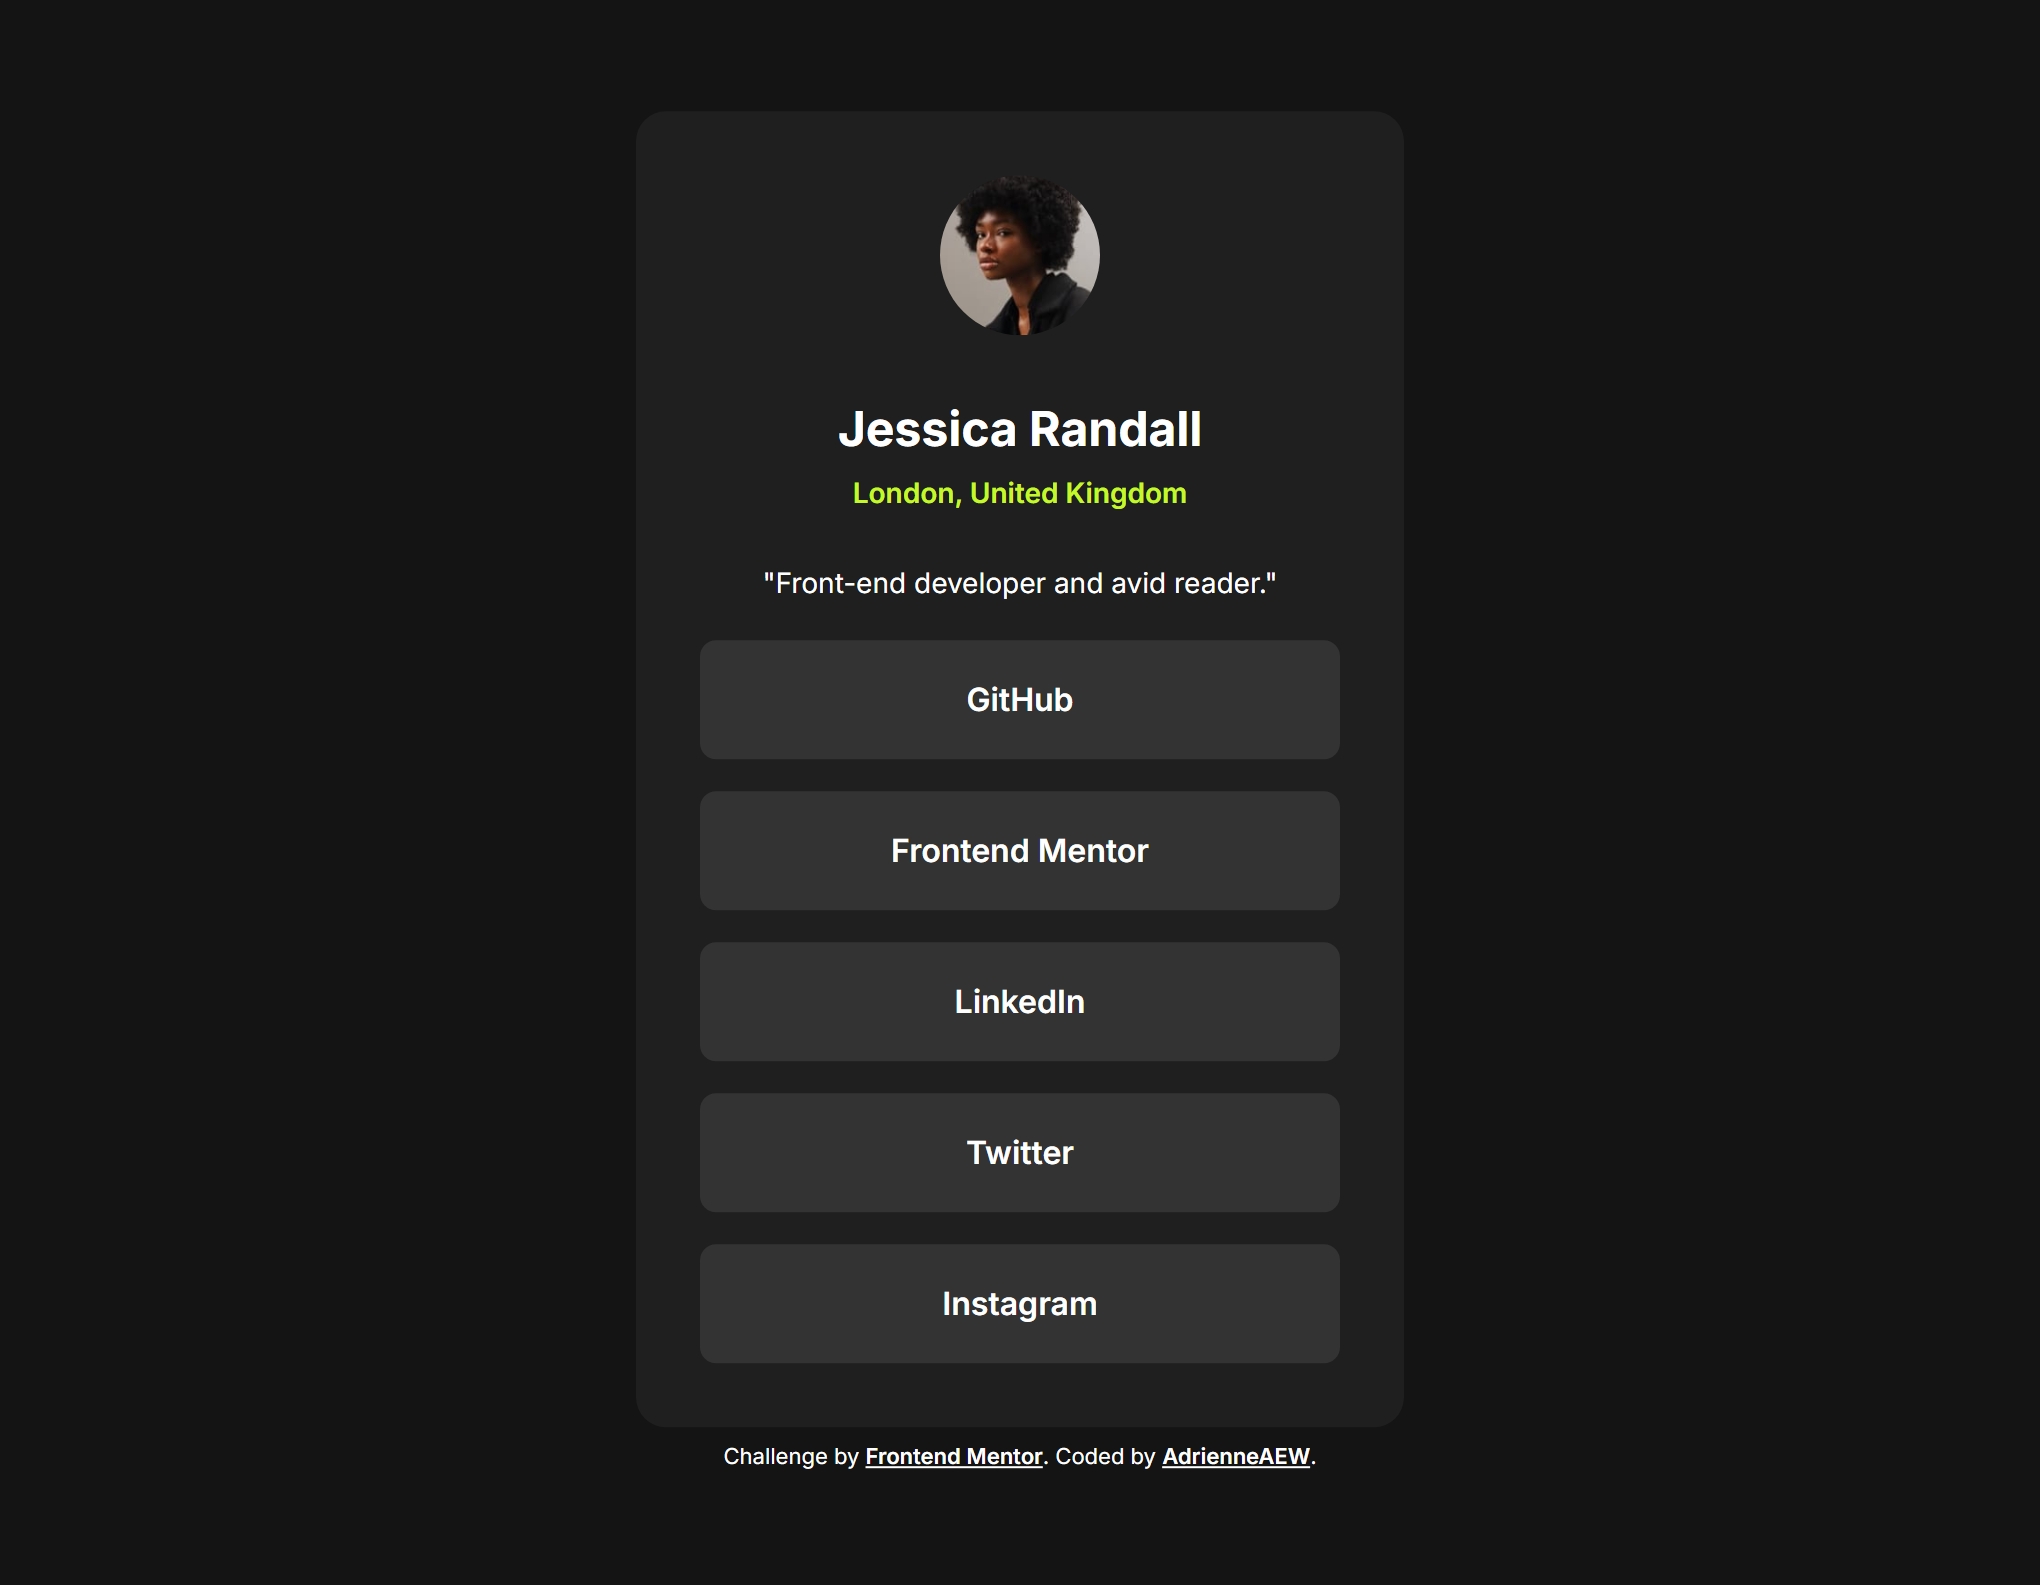 Jessica Randall
London, United Kingdom
"Front-end developer and avid reader."
GitHub
Frontend Mentor
LinkedIn
Twitter
Instagram
Challenge by Frontend Mentor. Coded by AdrienneAEW.